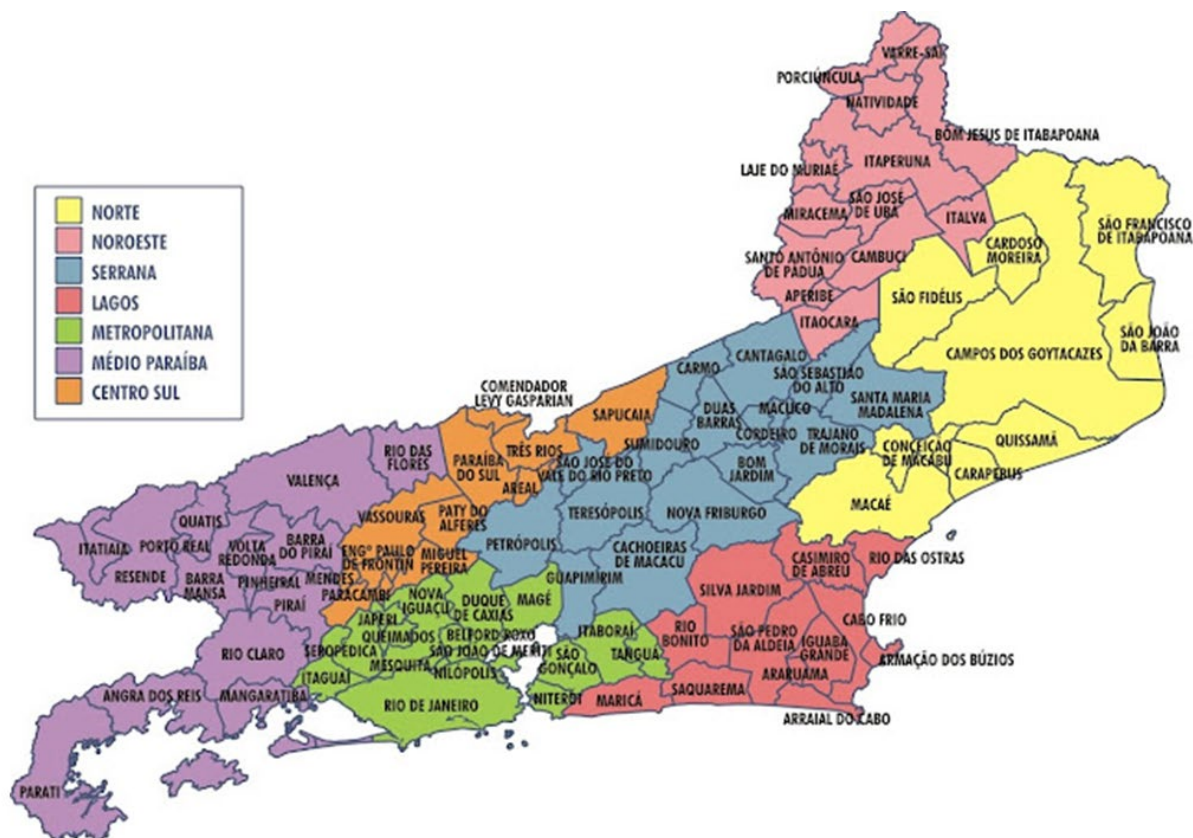 NORTE
NOROESTE
SERRANA
LAGOS
METROPOLITANA
MÉDIO PARAÍBA
CENTRO SUL
VARRE-SAI
PORCIÚNCULA
NATIVIDADE
BOM JESUS DE ITABAPOANA
ITAPERUNA
LAJE DO MURIAÉ
SÃO JOSÉ
DE UBÁ
MIRACEMA
ITALVA
SÃO FRANCISCO
DE ITABAPOANA
CARDOSO
MOREIRA
SANTO ANTÔNIO
DE PÁDUA
CAMBUCI
APERIBE
SÃO FIDÉLIS
ITAOCARA
SÃO JOÃO
DA BARRA
CAMPOS DOS GOYTACAZES
CANTAGALO
CARMO
SÃO SEBASTIÃO
DO ALTO
COMENDADOR
LEVY GASPARIAN
SANTA MARIA
MADALENA
SAPUCAIA
DUAS
BARRAS
MACUCO
CORDEIRO
TRAJANO
DE MORAIS
SUMIDOURO
CONCEIÇÃO
DE MACABU
QUISSAMÃ
CARAPEBUS
RIO DAS
FLORES
TRÊS RIOS
PARAÍBA
DO SUL
SÃO JOSÉ DO
VALE DO RIO PRETO
BOM
JARDIM
VALENÇA
AREAL
MACAÉ
VASSOURAS
PATY DO
ALFERES
TERESÓPOLIS
NOVA FRIBURGO
QUATIS
ITATIAIA
PORTO REAL
VOLTA
REDONDA
BARRA
DO PIRAÍ
ENGº PAULO
DE FRONTIN
MIGUEL
PEREIRA
PETRÓPOLIS
CACHOEIRAS
DE MACACU
CASIMIRO
DE ABREU
RIO DAS OSTRAS
RESENDE
BARRA
MANSA
PINHEIRAL
MENDES
PIRAÍ
PARACAMBI
GUAPIMIRIM
SILVA JARDIM
NOVA
IGUAÇU
DUQUE
DE CAXIAS
MAGÉ
JAPERI
QUEIMADOS
BELFORD ROXO
ITABORAÍ
RIO
BONITO
SÃO PEDRO
DA ALDEIA
CABO FRIO
IGUABA
GRANDE
RIO CLARO
SEROPÉDICA
SÃO JOÃO DE MERITI
MESQUITA
NILÓPOLIS
SÃO
GONÇALO
TANGUÁ
ARMAÇÃO DOS BÚZIOS
ARARUAMA
ITAGUAÍ
ANGRA DOS REIS
MANGARATIBA
RIO DE JANEIRO
NITERÓI
MARICÁ
SAQUAREMA
ARRAIAL DO CABO
PARATI